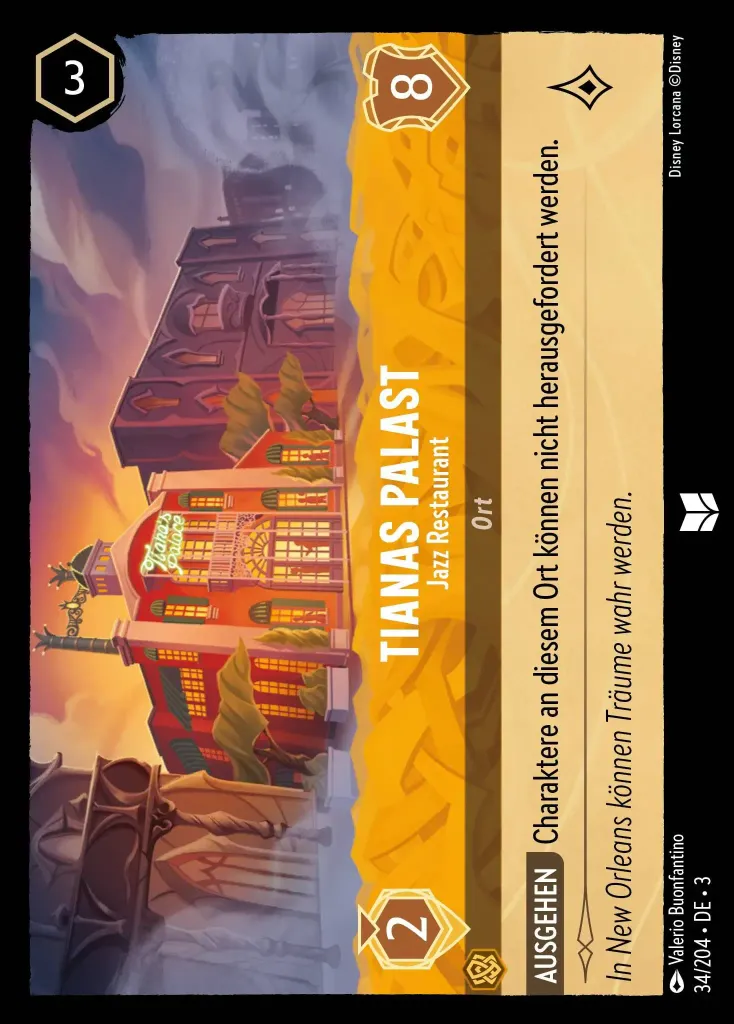 3
Tiana's
Palace
2
TIANAS PALAST
8
Jazz Restaurant
Ort
AUSGEHEN Charaktere an diesem Ort können nicht herausgefordert werden.
In New Orleans können Träume wahr werden.
Valerio Buonfantino
34/204 • DE • 3
Disney Lorcana ©Disney